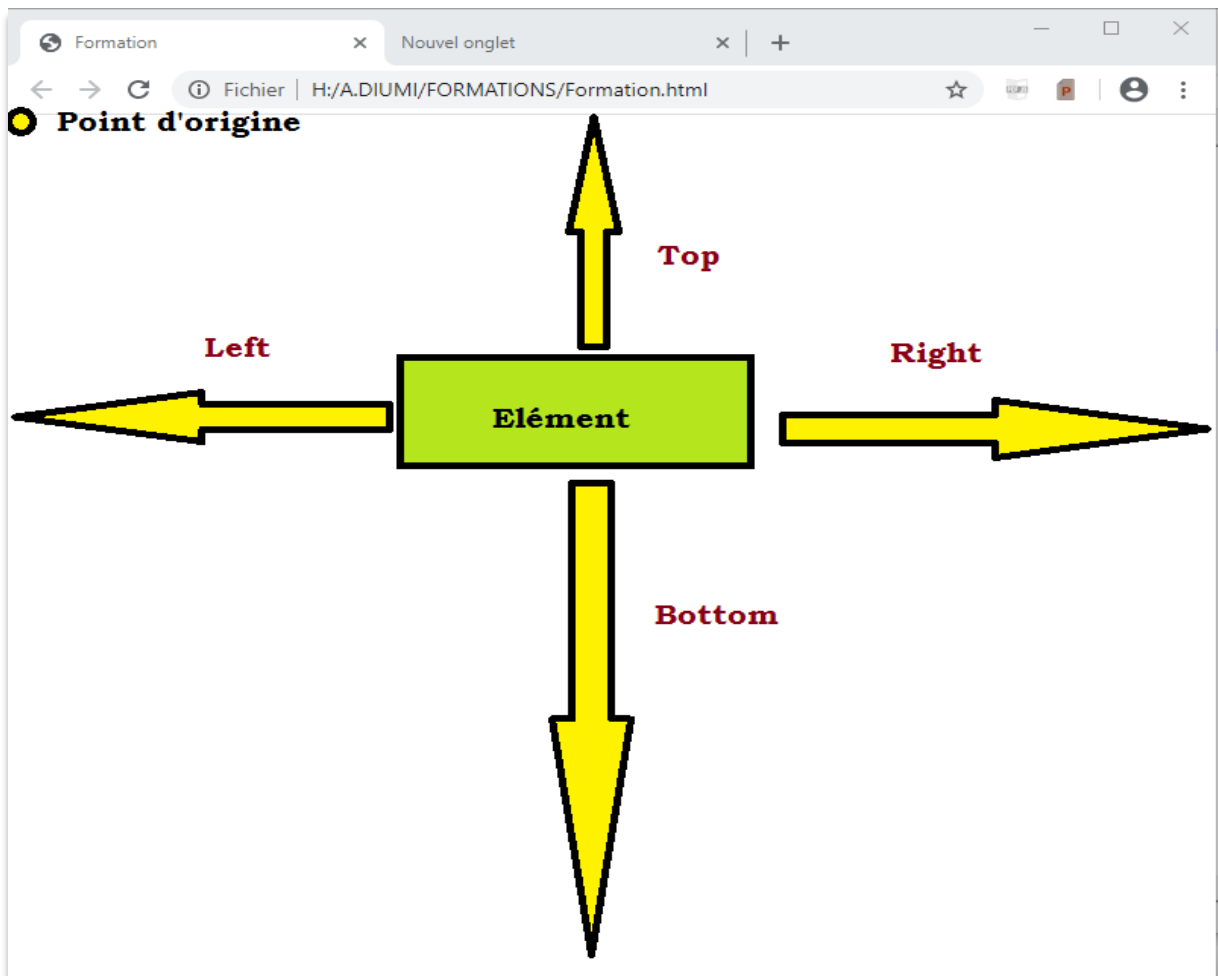 Formation
Nouvel onglet
Fichier | H:/A.DIUMI/FORMATIONS/Formation.html
Point d'origine
Top
Left
Right
Elément
Bottom